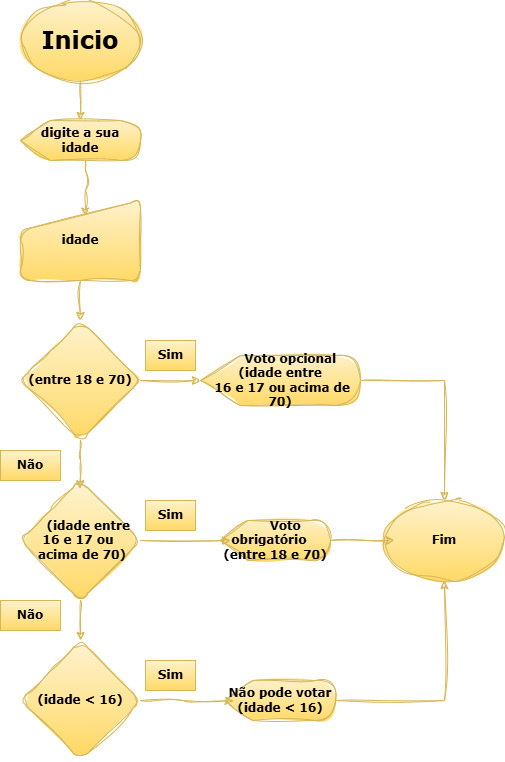 Inicio
digite a sua
idade
idade
Sim
(entre 18 e 70)
Voto opcional
(idade entre
16 e 17 ou acima de
70)
Não
Sim
(idade entre
16 e 17 ou
acima de 70)
Voto
obrigatório
(entre 18 e 70)
Fim
Não
Sim
(idade < 16)
Não pode votar
(idade < 16)